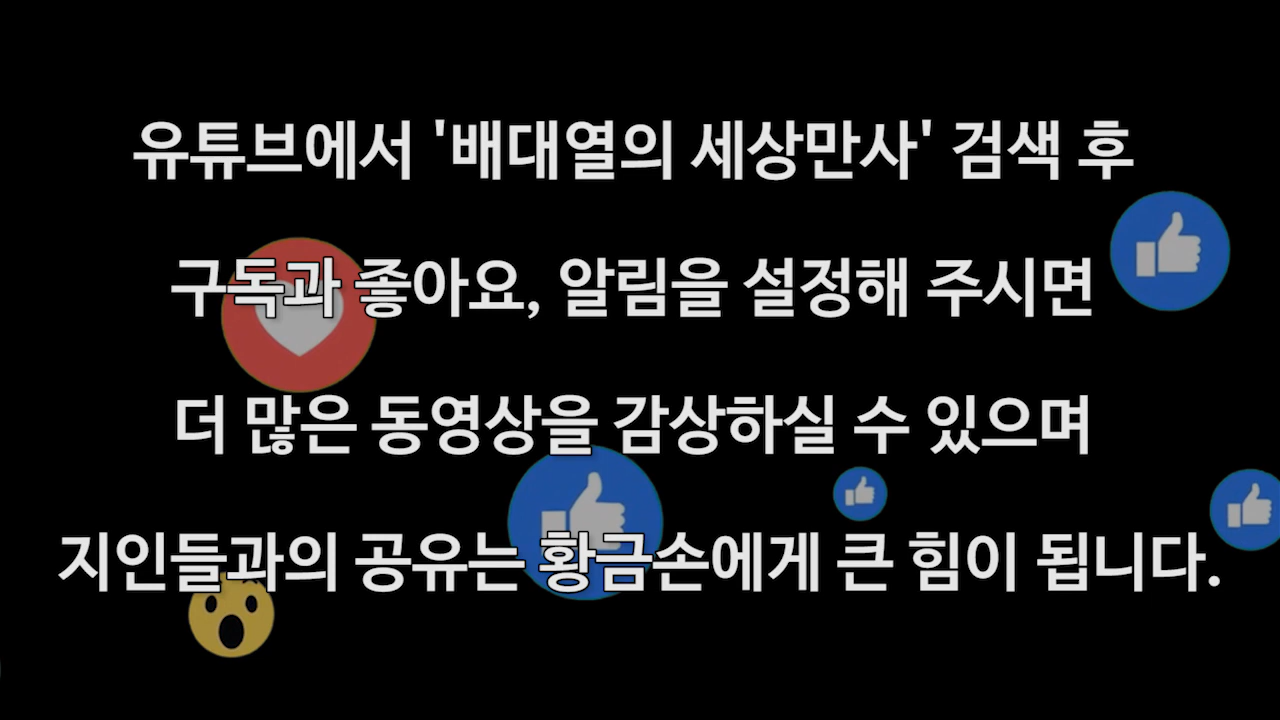 유튜브에서 '배대열의 세상만사' 검색 후
구독과 좋아요, 알림을 설정해 주시면
더 많은 동영상을 감상하실 수 있으며
지인들과의 공유는 황금손에게 큰 힘이 됩니다.